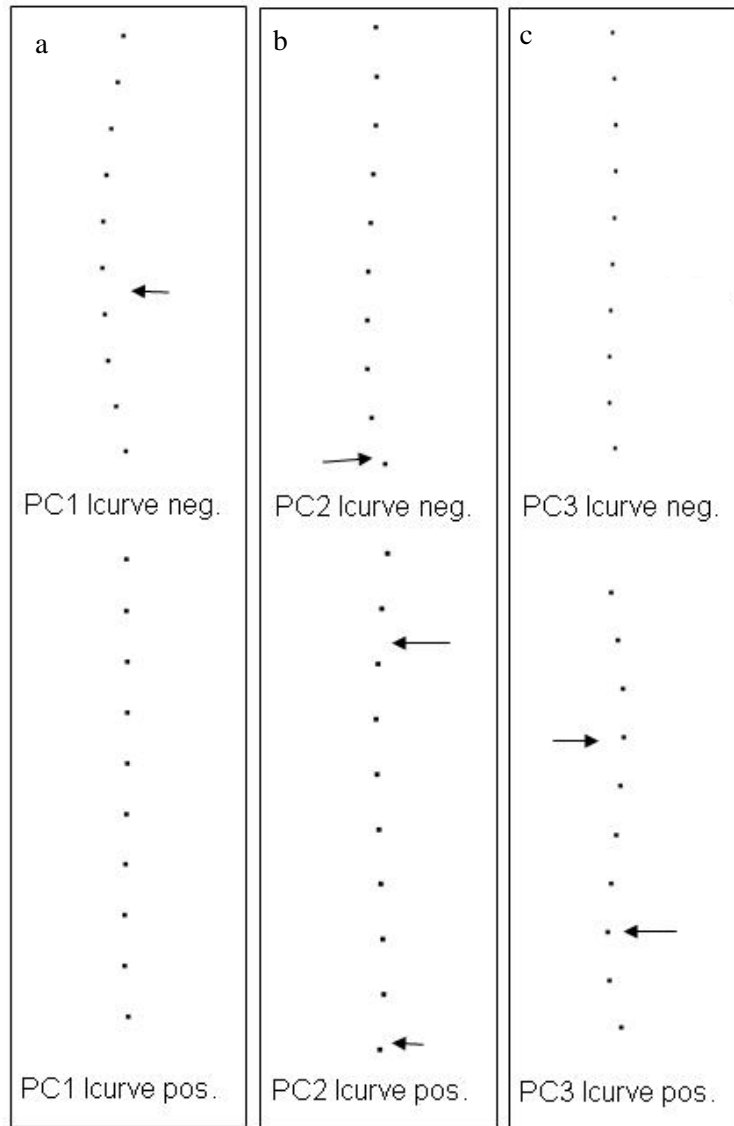 a
PC1 lcurve neg.
PC1 lcurve pos.
b
PC2 lcurve neg.
PC2 lcurve pos.
c
PC3 lcurve neg.
PC3 lcurve pos.